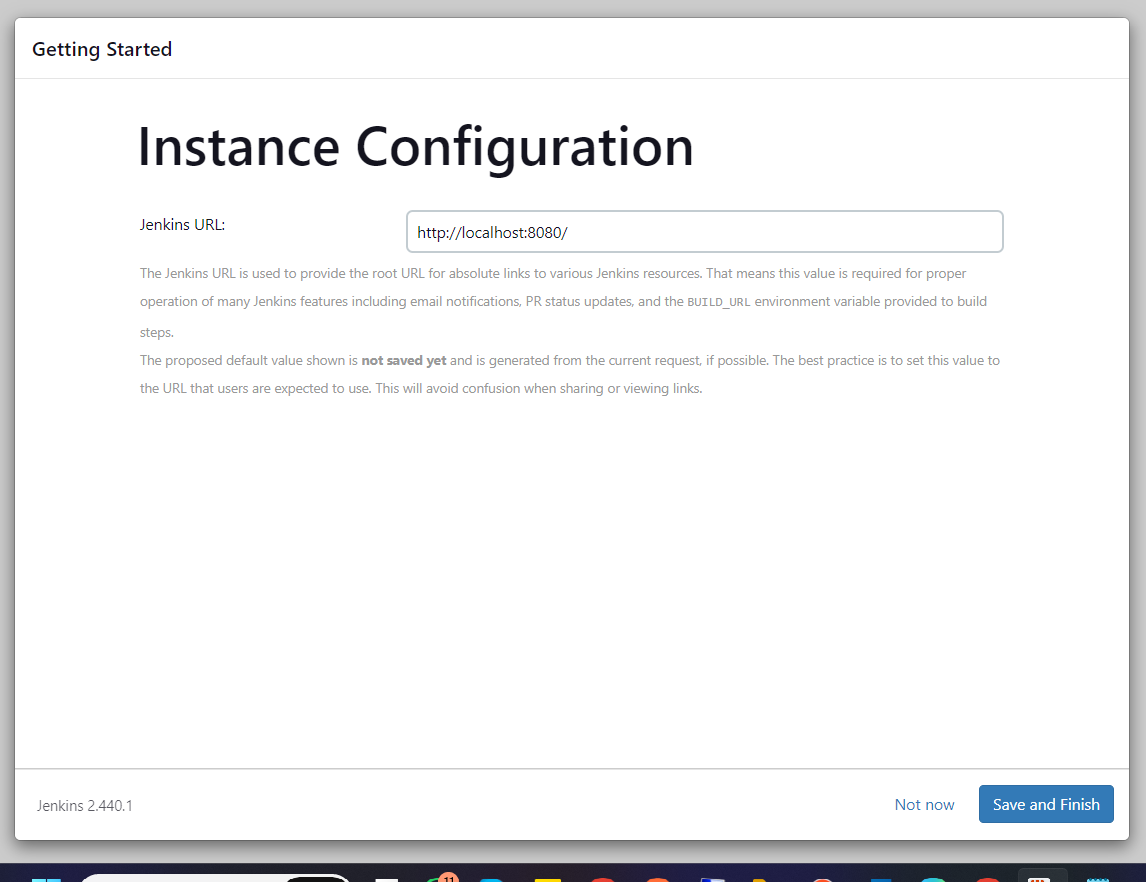 Getting Started
Instance Configuration
Jenkins URL:
http://localhost:8080/
The Jenkins URL is used to provide the root URL for absolute links to various Jenkins resources. That means this value is required for proper
operation of many Jenkins features including email notifications, PR status updates, and the BUILD_URL environment variable provided to build
steps.
The proposed default value shown is not saved yet and is generated from the current request, if possible. The best practice is to set this value to
the URL that users are expected to use. This will avoid confusion when sharing or viewing links.
Jenkins 2.440.1
Not now
Save and Finish
11